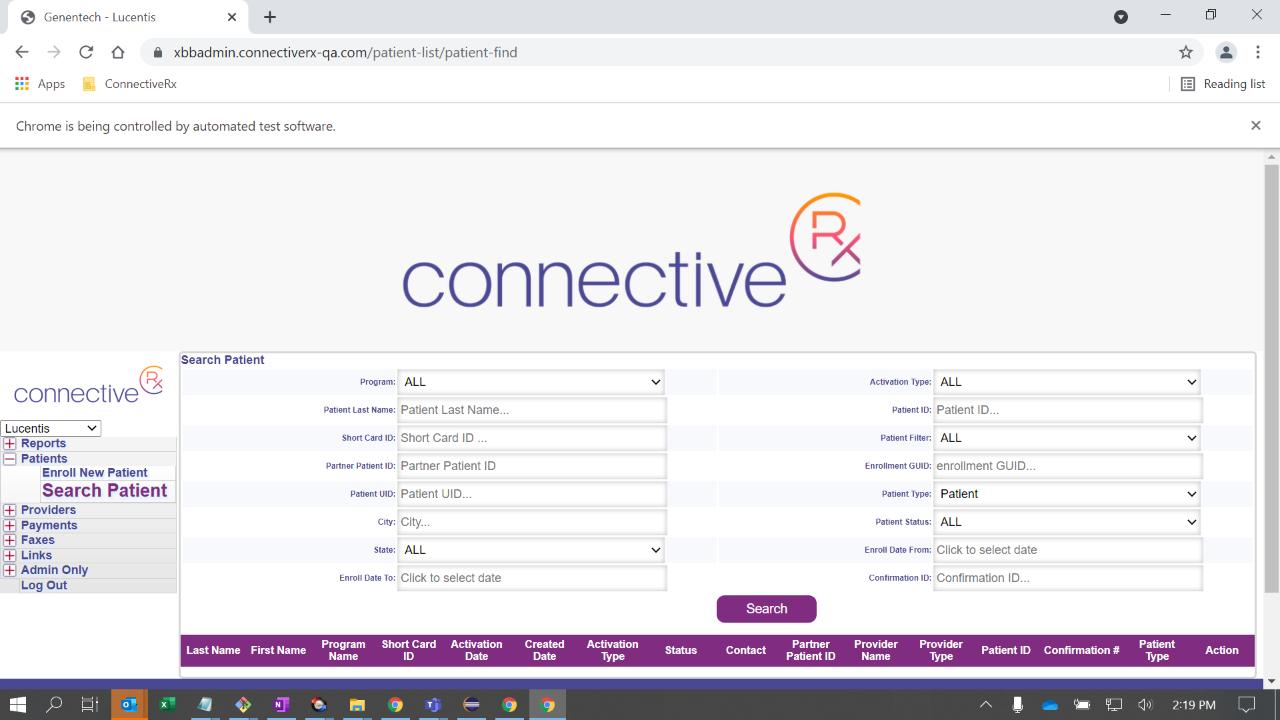 Genentech - Lucentis
xbbadmin.connectiverx-qa.com/patient-list/patient-find
Apps
ConnectiveRx
Reading list
Chrome is being controlled by automated test software.
connective Rx
connective Rx
Lucentis
Reports
Patients
Enroll New Patient
Search Patient
Providers
Payments
Faxes
Links
Admin Only
Log Out
Search Patient
Program: ALL Activation Type: ALL
Patient Last Name: Patient Last Name... Patient ID: Patient ID...
Short Card ID: Short Card ID ... Patient Filter: ALL
Partner Patient ID: Partner Patient ID Enrollment GUID: enrollment GUID...
Patient UID: Patient UID... Patient Type: Patient
City: City... Patient Status: ALL
State: ALL Enroll Date From: Click to select date
Enroll Date To: Click to select date Confirmation ID: Confirmation ID...
Search
Last Name First Name Program Name Short Card ID Activation Date Created Date Activation Type Status Contact Partner Patient ID Provider Name Provider Type Patient ID Confirmation # Patient Type Action
2:19 PM